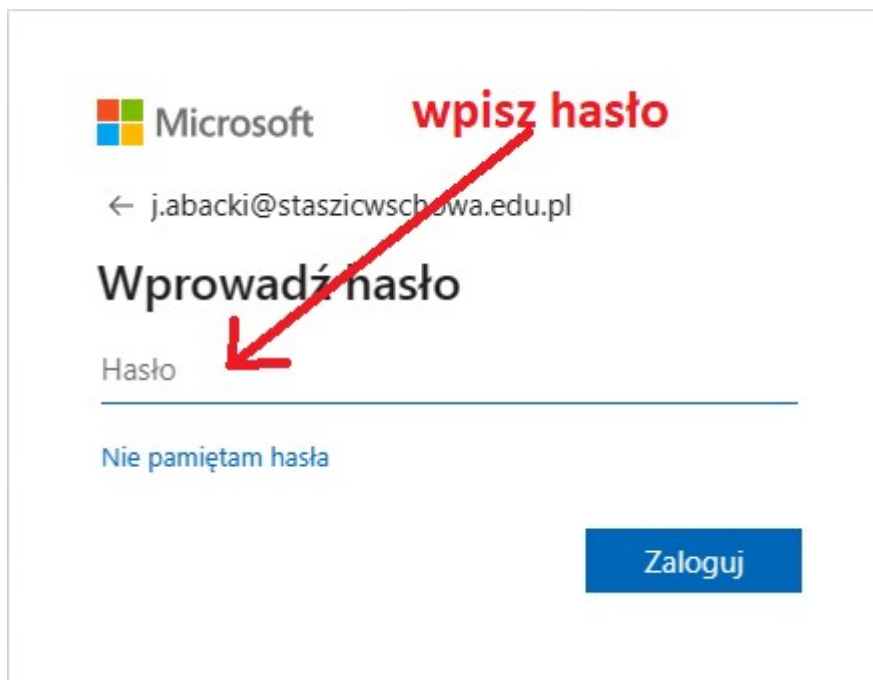 Microsoft
wpisz hasło
j.abacki@staszicwschowa.edu.pl
Wprowadź hasło
Hasło
Nie pamiętam hasła
Zaloguj